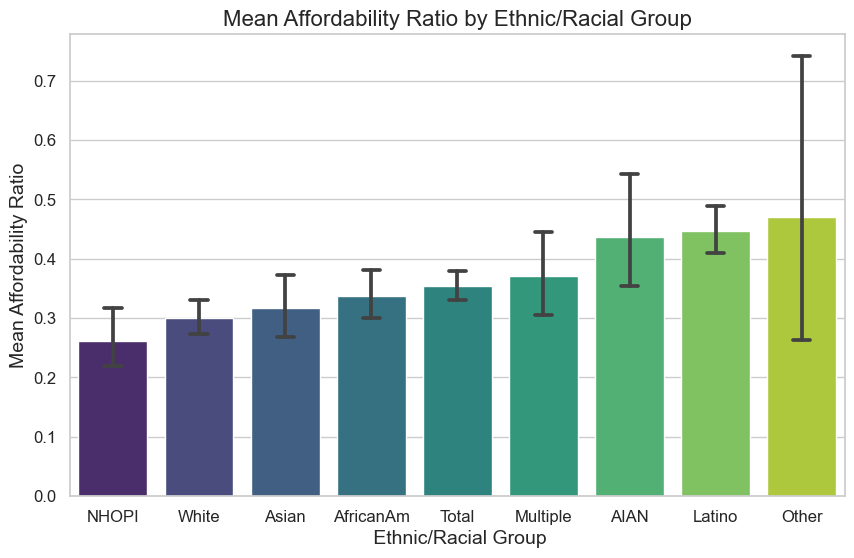 Mean Affordability Ratio by Ethnic/Racial Group
Mean Affordability Ratio
0.7
0.6
0.5
0.4
0.3
0.2
0.1
0.0
NHOPI White Asian AfricanAm Total Multiple AIAN Latino Other
Ethnic/Racial Group